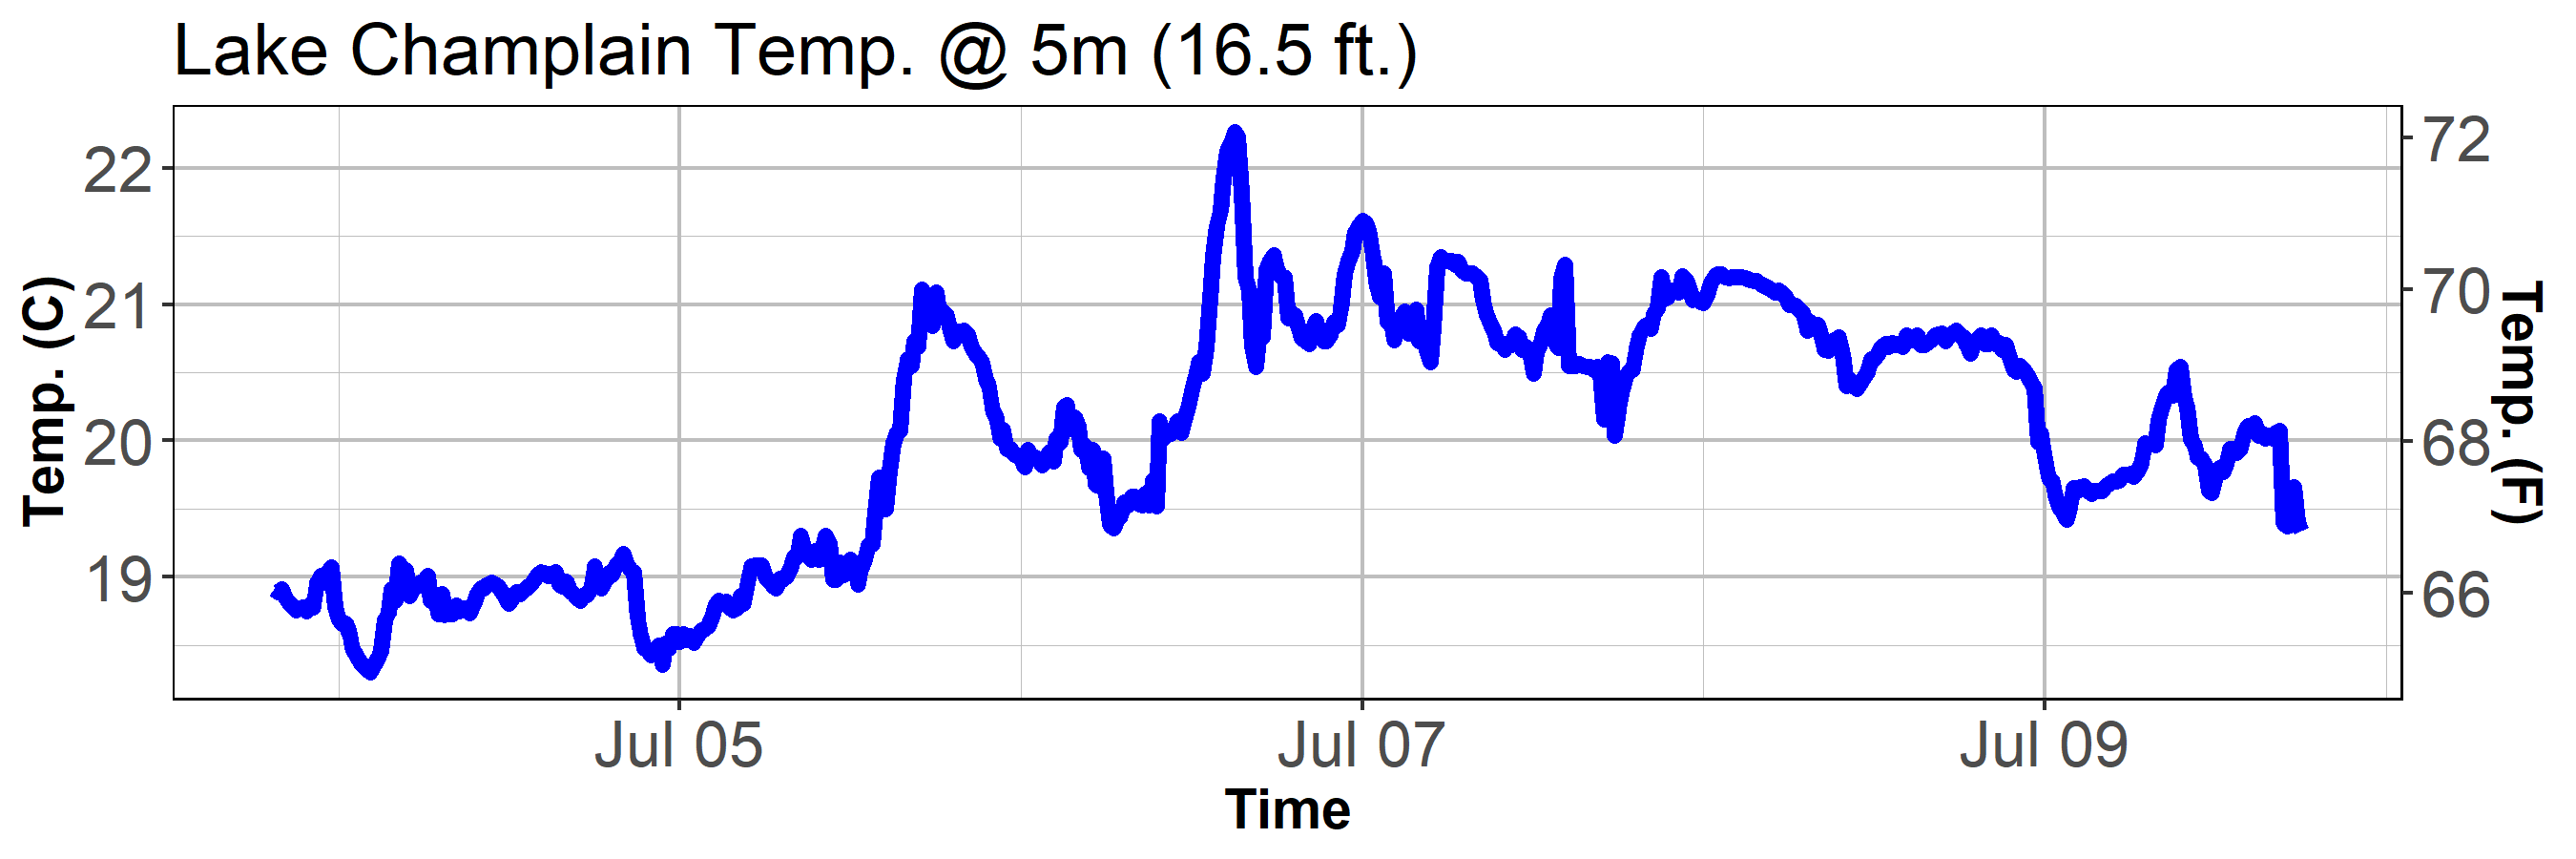 Lake Champlain Temp. @ 5m (16.5 ft.)
Temp. (C)
22
21
20
19
72
70
68
66
Temp. (F)
Jul 05
Jul 07
Jul 09
Time